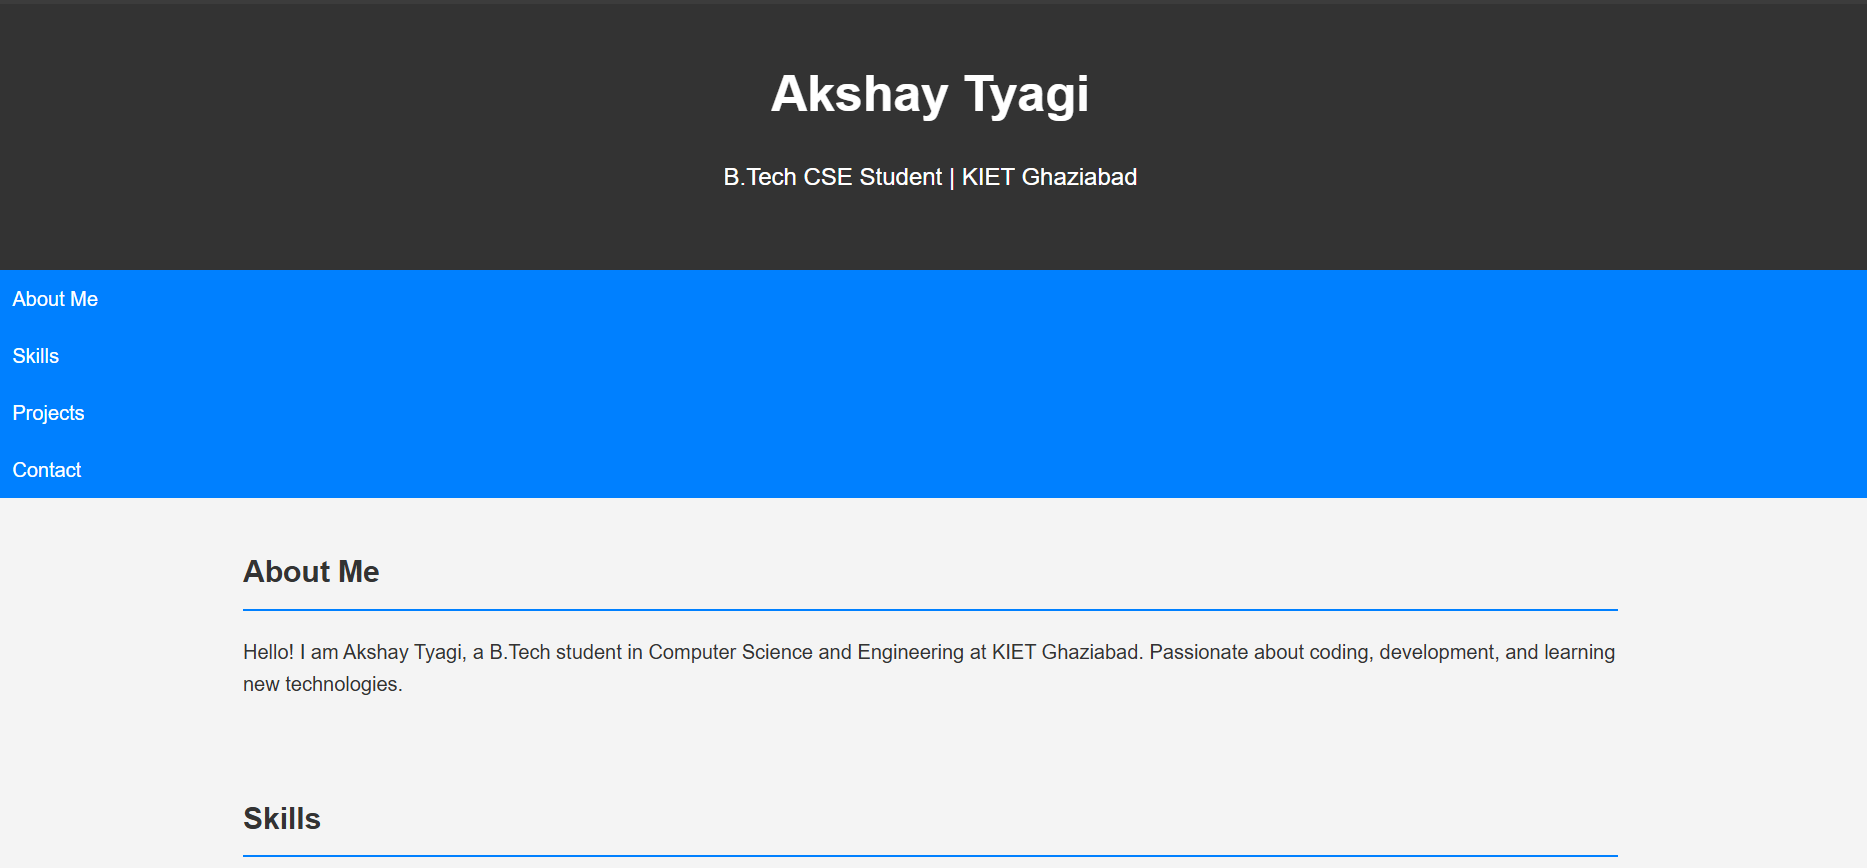 Akshay Tyagi
B.Tech CSE Student | KIET Ghaziabad
About Me
Skills
Projects
Contact
About Me
Hello! I am Akshay Tyagi, a B.Tech student in Computer Science and Engineering at KIET Ghaziabad. Passionate about coding, development, and learning
new technologies.
Skills